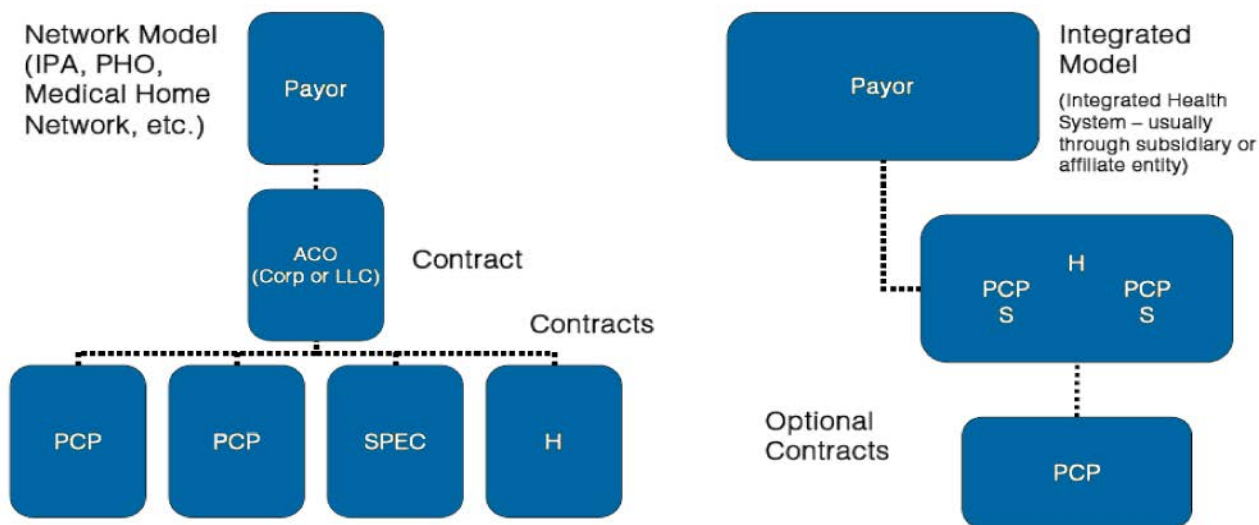 Network Model
(IPA, PHO,
Medical Home
Network, etc.)
Payor
ACO
(Corp or LLC)
Contract
Contracts
PCP
PCP
SPEC
H
Payor
Integrated
Model
(Integrated Health
System – usually
through subsidiary or
affiliate entity)
H
PCP
S
PCP
S
Optional
Contracts
PCP